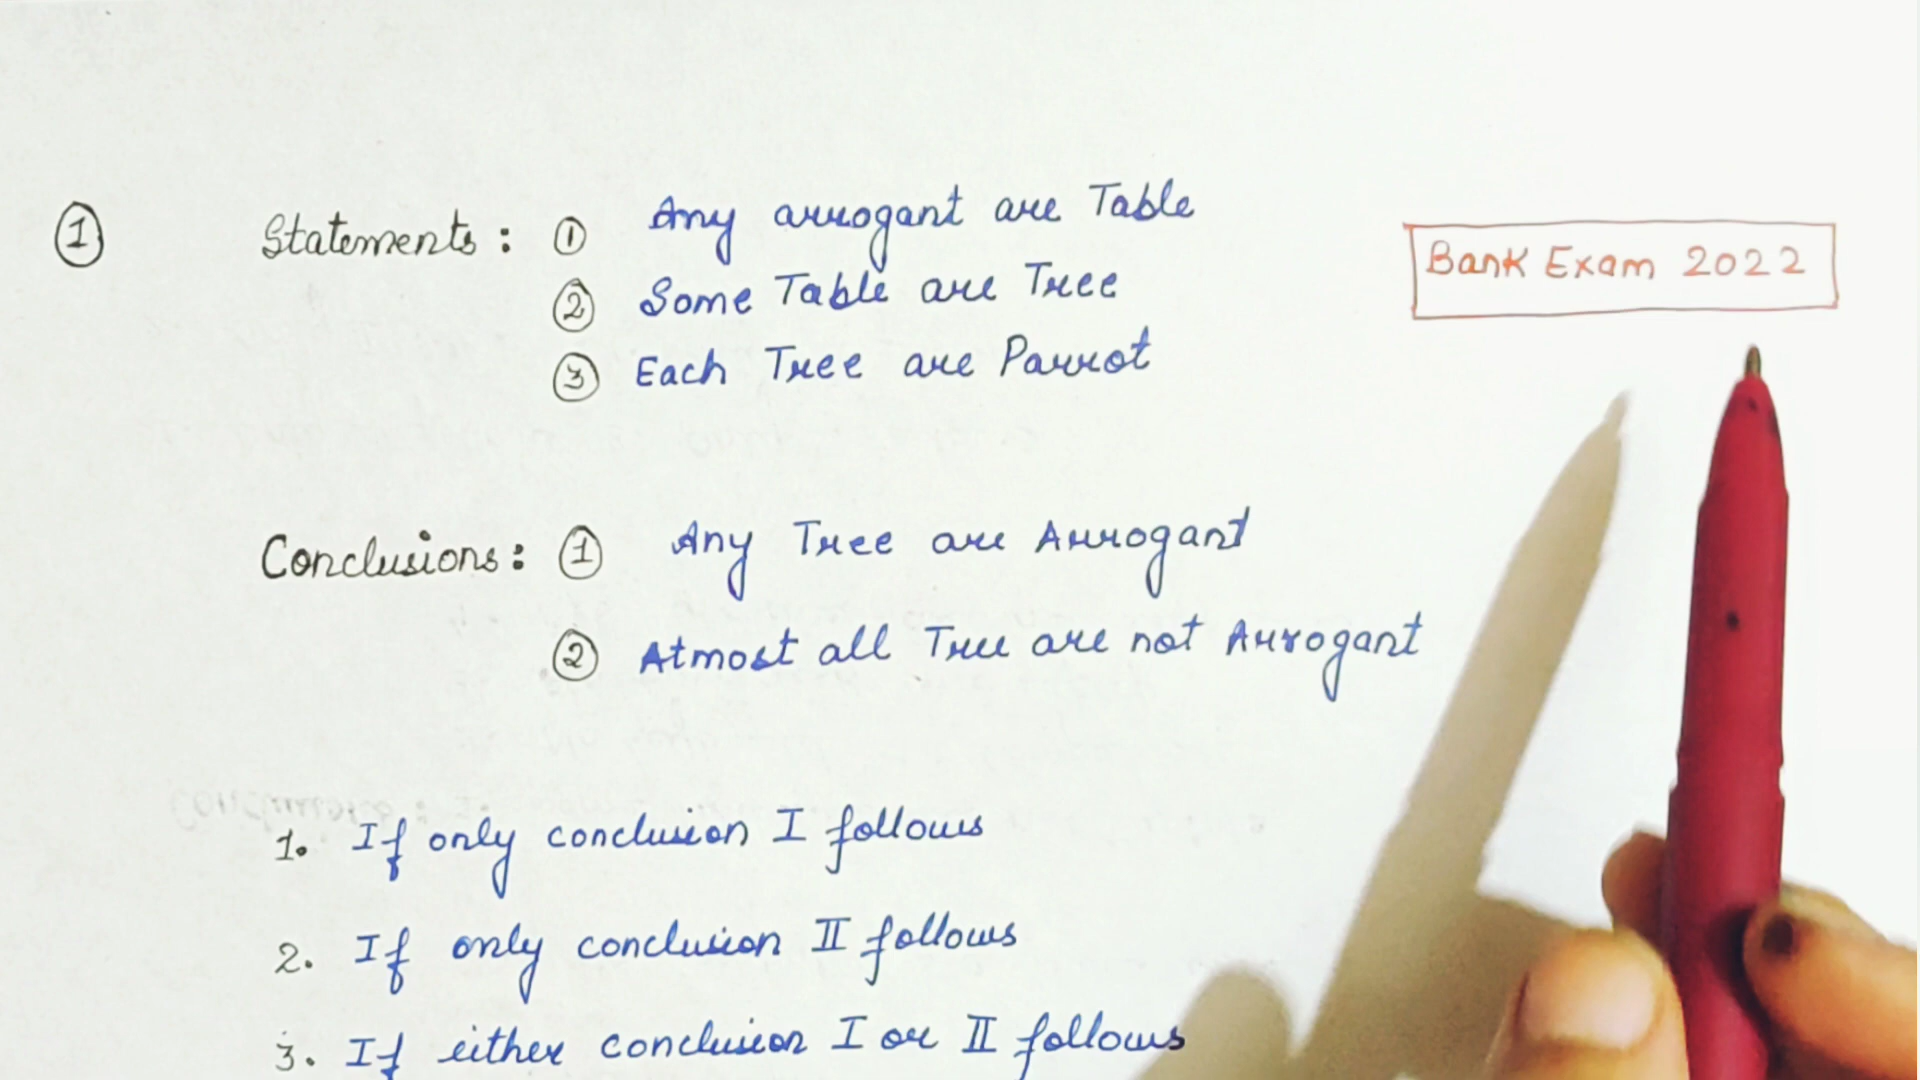 1 Statements : 1 Any arrogant are Table
Bank Exam 2022
2 Some Table are Tree
3 Each Tree are Parrot
Conclusions : 1 Any Tree are Arrogant
2 Atmost all Tree are not Arrogant
1. If only conclusion I follows
2. If only conclusion II follows
3. If either conclusion I or II follows